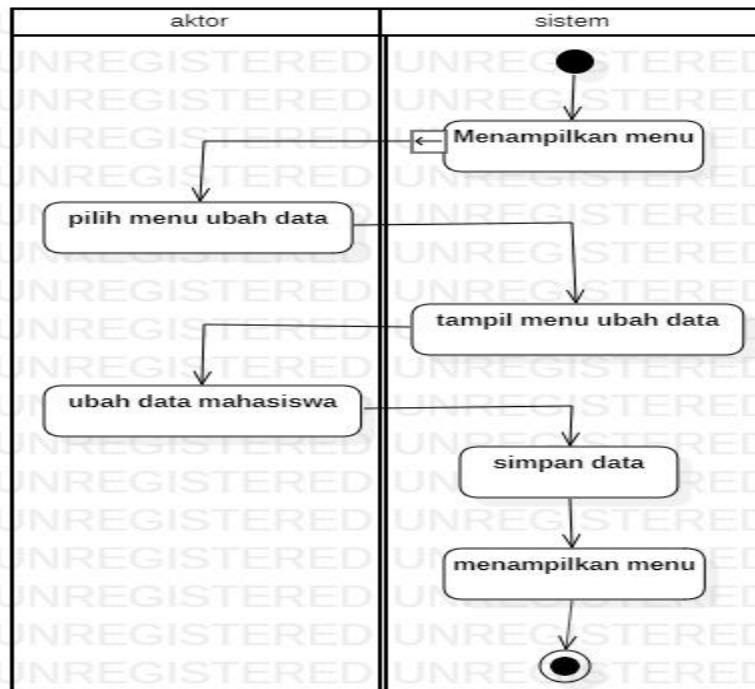 aktor
sistem
Menampilkan menu
pilih menu ubah data
tampil menu ubah data
ubah data mahasiswa
simpan data
menampilkan menu
UNREGISTERED